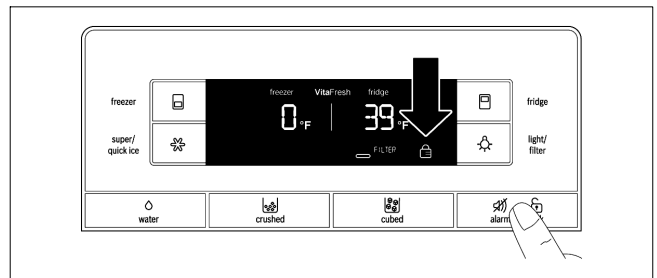 freezer VitaFresh fridge
freezer
0 °F 39 °F
fridge
super/
quick ice
FILTER
light/
filter
water
crushed
cubed
alarm